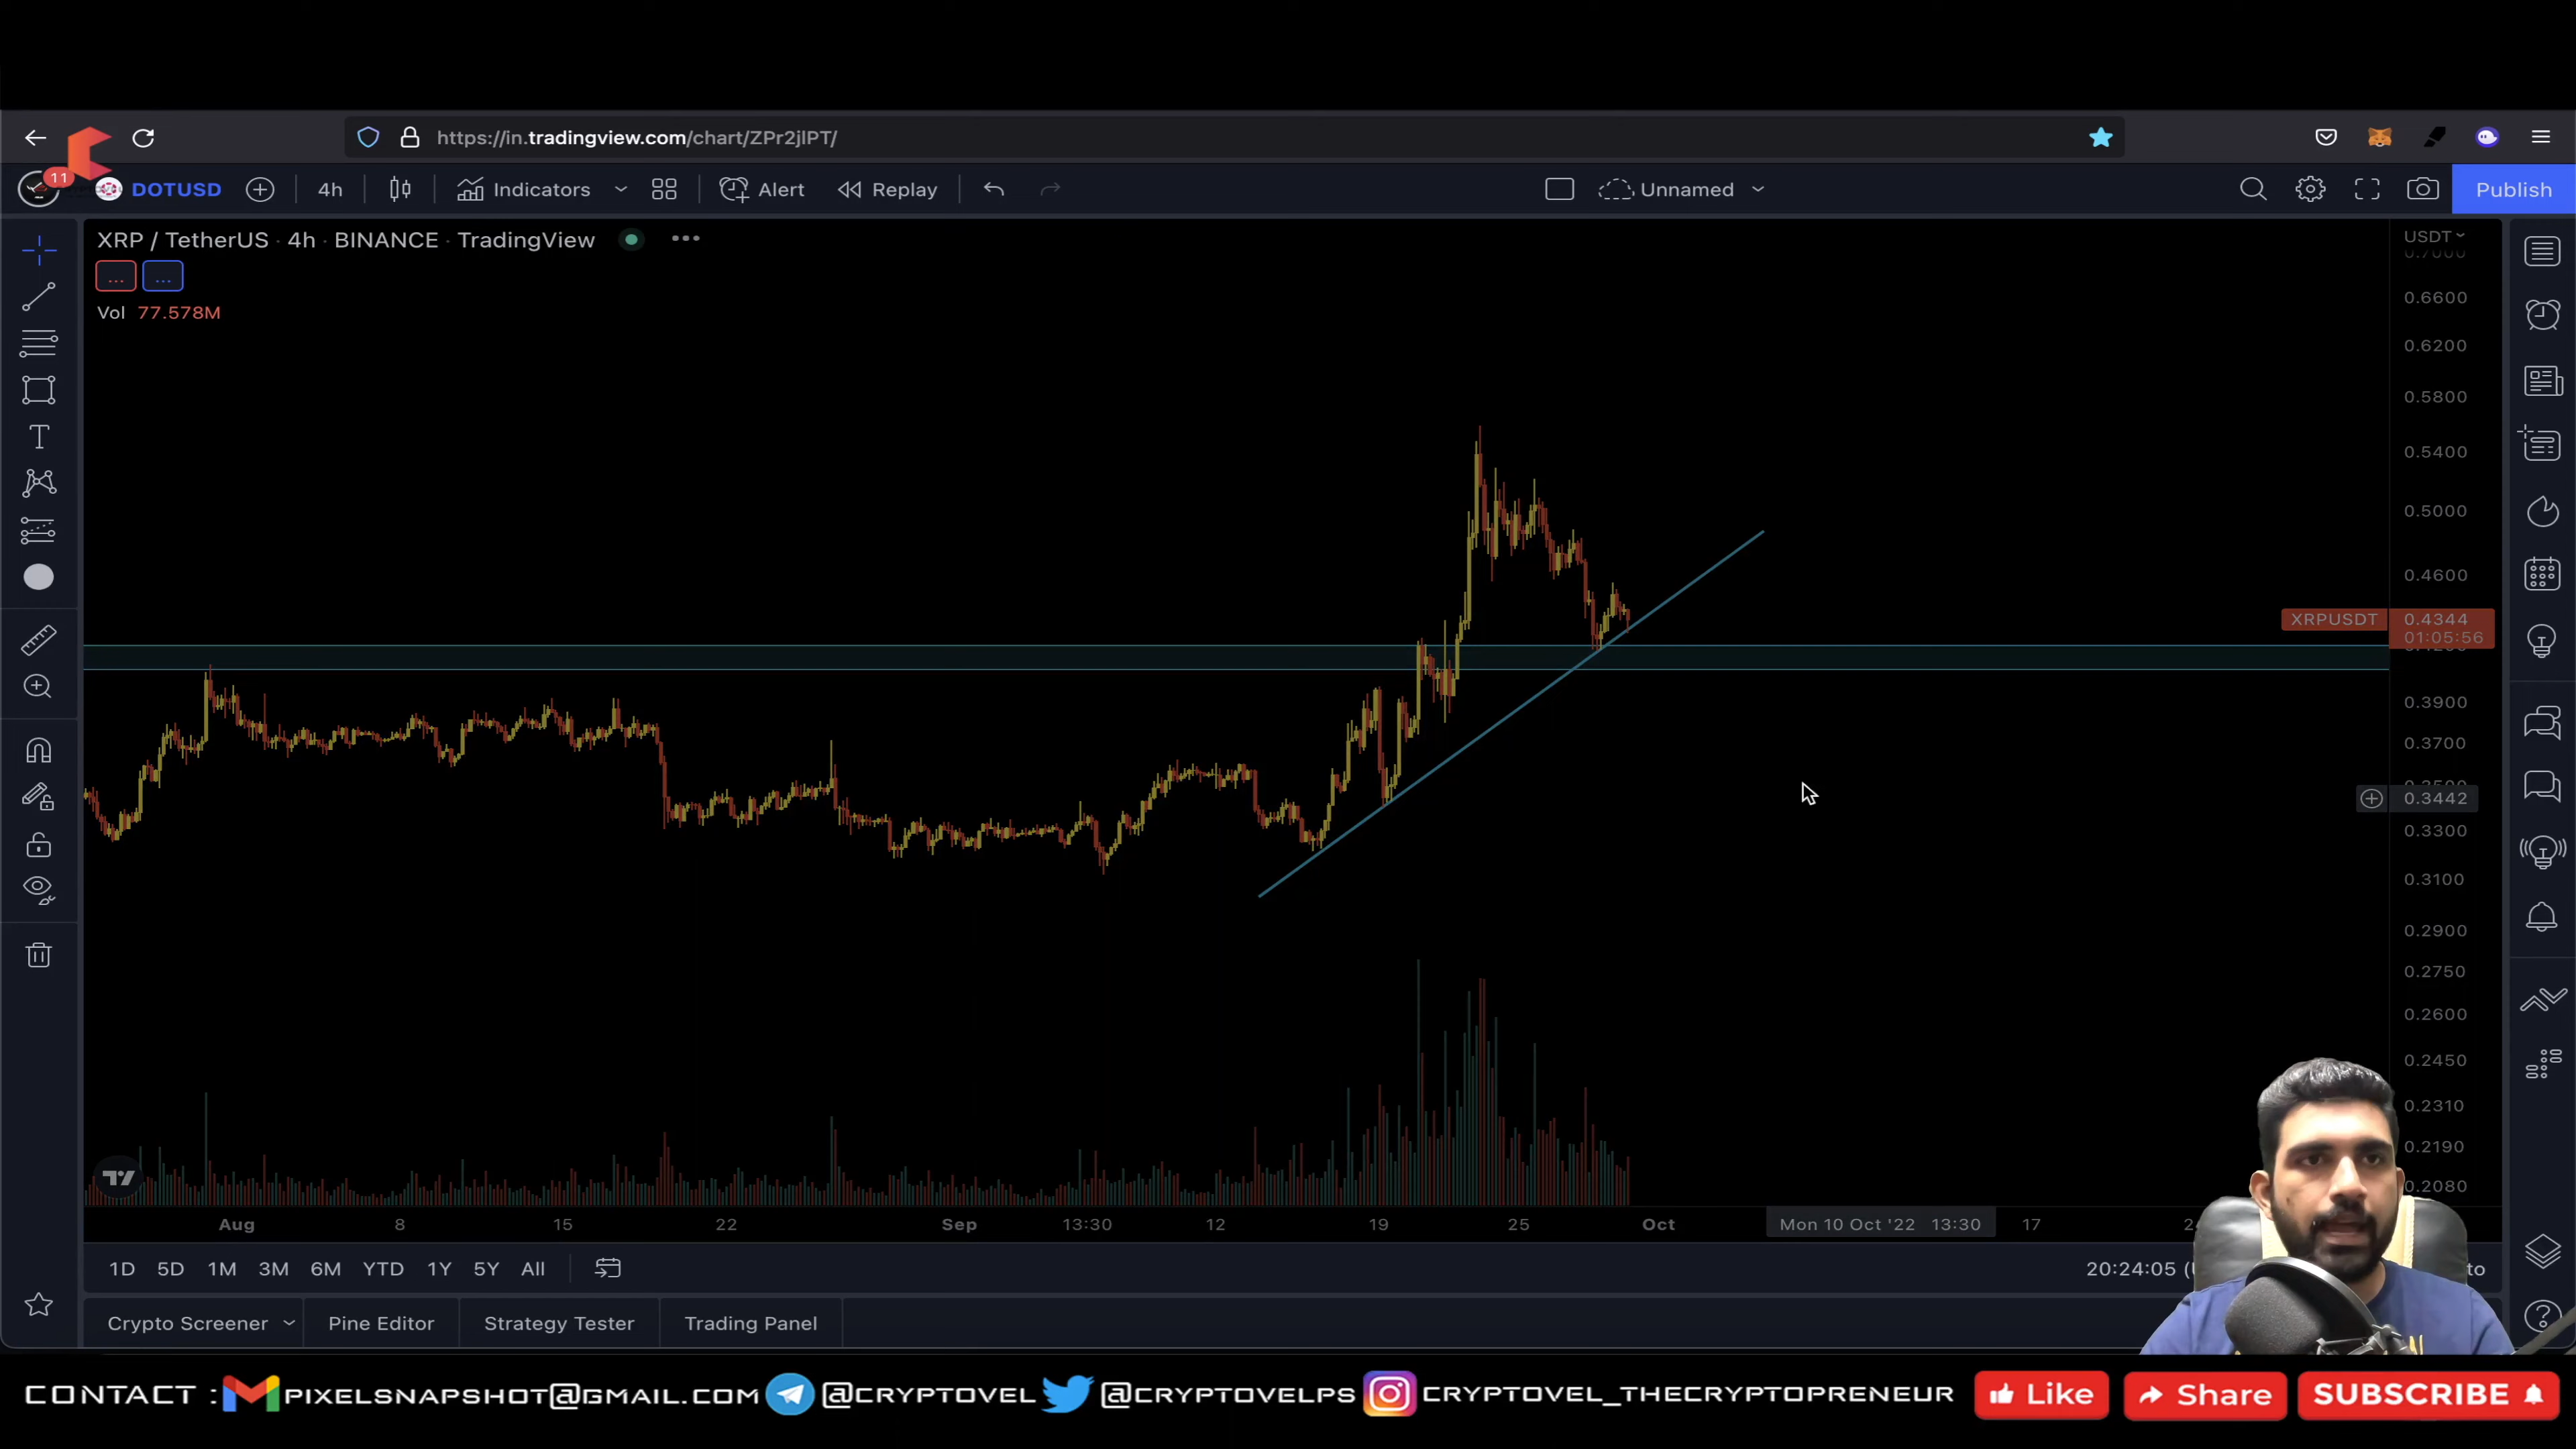 https://in.tradingview.com/chart/ZPr2jlPT/
11 DOTUSD 4h Indicators Alert Replay Unnamed Publish
XRP / TetherUS · 4h · BINANCE · TradingView
USDT
... ...
Vol 77.578M
0.7000
0.6600
0.6200
0.5800
0.5400
0.5000
0.4600
XRPUSDT 0.4344
01:05:56
0.3900
0.3700
0.3442
0.3300
0.3100
0.2900
0.2750
0.2600
0.2450
0.2310
0.2190
0.2080
Aug 8 15 22 Sep 13:30 12 19 25 Oct Mon 10 Oct '22 13:30 17
1D 5D 1M 3M 6M YTD 1Y 5Y All 20:24:05 (
Crypto Screener Pine Editor Strategy Tester Trading Panel
CONTACT : PIXELSNAPSHOT@GMAIL.COM @CRYPTOVEL @CRYPTOVELPS CRYPTOVEL_THECRYPTOPRENEUR Like Share SUBSCRIBE